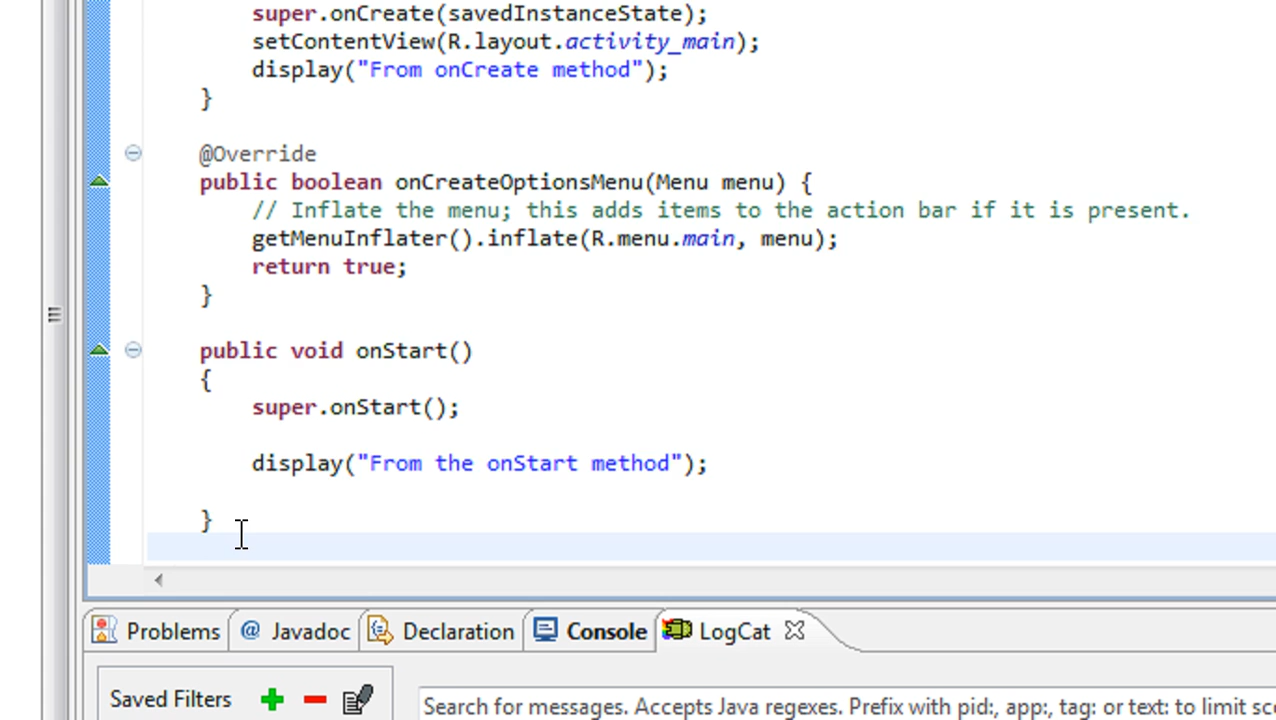 super.onCreate(savedInstanceState);
setContentView(R.layout.activity_main);
display("From onCreate method");
}
@Override
public boolean onCreateOptionsMenu(Menu menu) {
// Inflate the menu; this adds items to the action bar if it is present.
getMenuInflater().inflate(R.menu.main, menu);
return true;
}
public void onStart()
{
super.onStart();
display("From the onStart method");
}
Problems @ Javadoc Declaration Console LogCat
Saved Filters
Search for messages. Accepts Java regexes. Prefix with pid:, app:, tag: or text: to limit sco